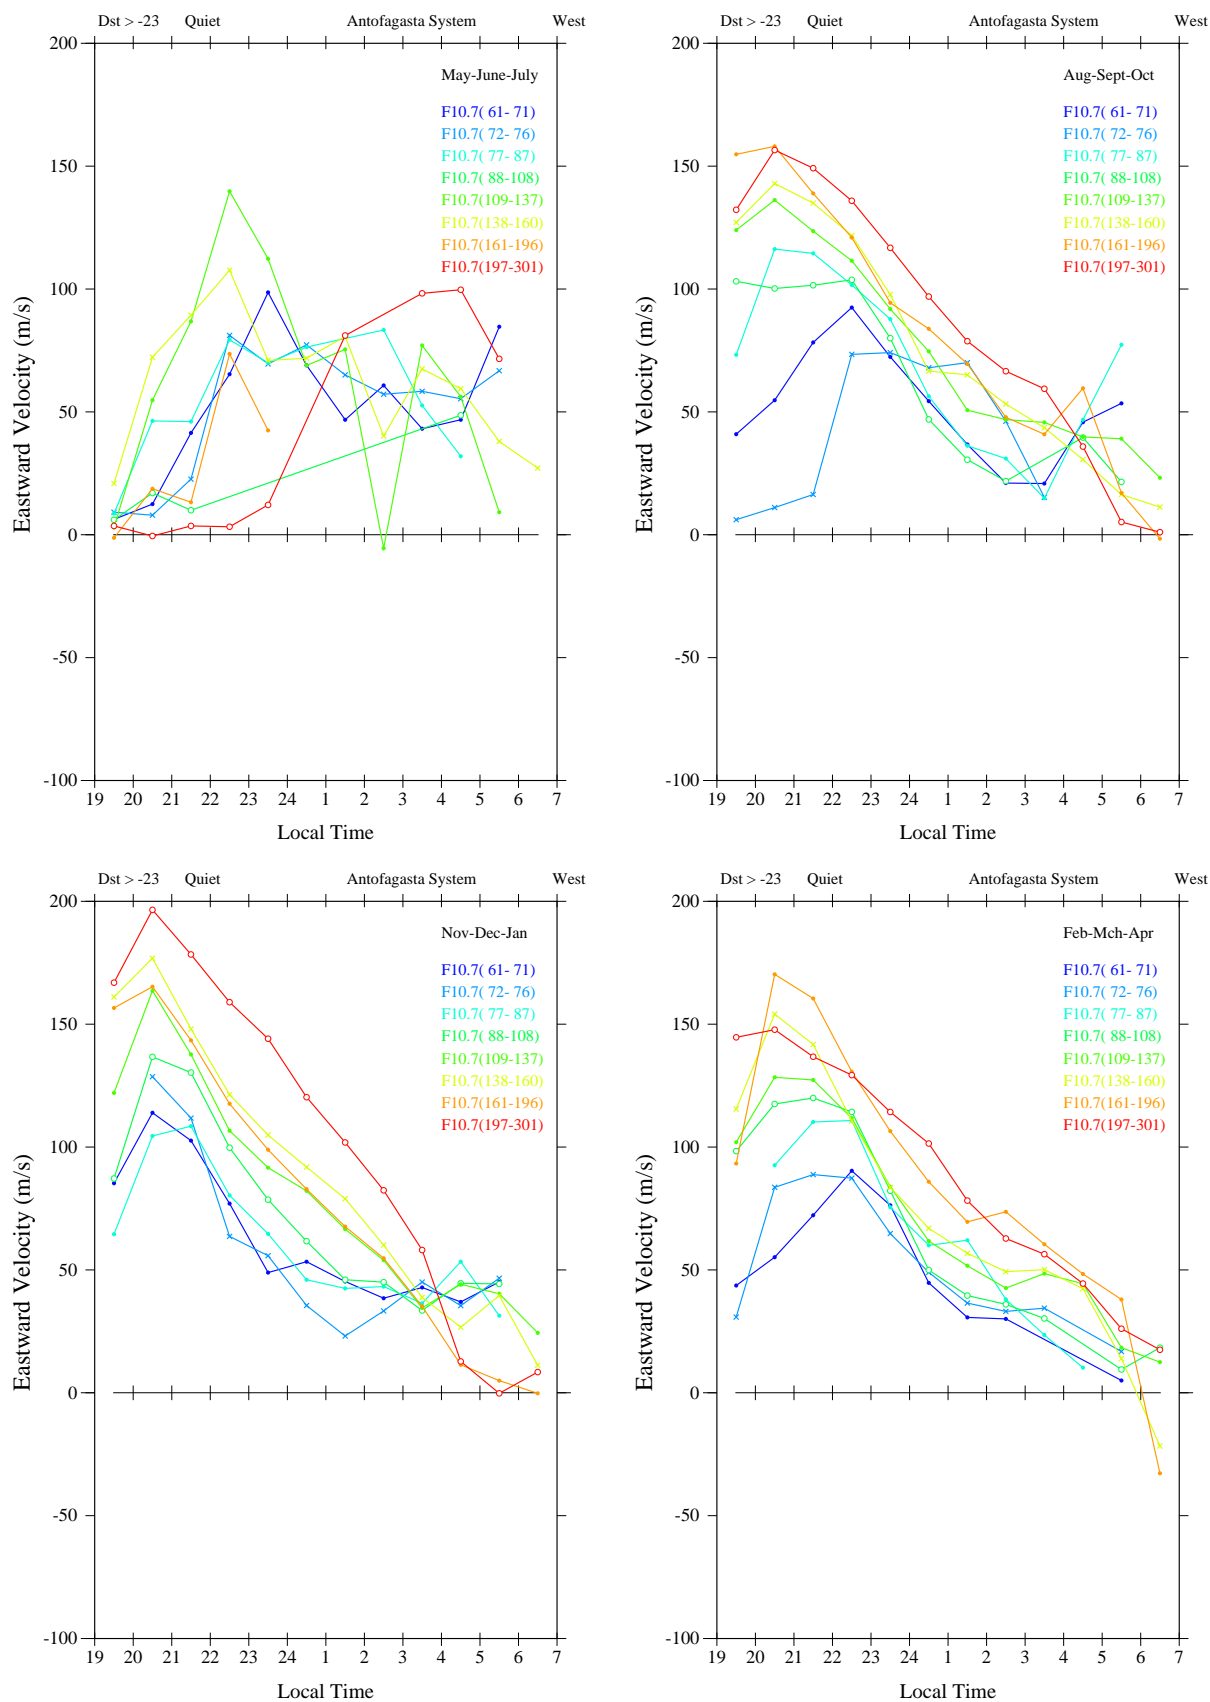 Dst > -23 Quiet Antofagasta System West
200
May-June-July
F10.7( 61- 71)
F10.7( 72- 76)
F10.7( 77- 87)
F10.7( 88-108)
F10.7(109-137)
F10.7(138-160)
F10.7(161-196)
F10.7(197-301)
150
100
50
0
-50
-100
Eastward Velocity (m/s)
19 20 21 22 23 24 1 2 3 4 5 6 7
Local Time
Dst > -23 Quiet Antofagasta System West
200
Aug-Sept-Oct
F10.7( 61- 71)
F10.7( 72- 76)
F10.7( 77- 87)
F10.7( 88-108)
F10.7(109-137)
F10.7(138-160)
F10.7(161-196)
F10.7(197-301)
150
100
50
0
-50
-100
Eastward Velocity (m/s)
19 20 21 22 23 24 1 2 3 4 5 6 7
Local Time
Dst > -23 Quiet Antofagasta System West
200
Nov-Dec-Jan
F10.7( 61- 71)
F10.7( 72- 76)
F10.7( 77- 87)
F10.7( 88-108)
F10.7(109-137)
F10.7(138-160)
F10.7(161-196)
F10.7(197-301)
150
100
50
0
-50
-100
Eastward Velocity (m/s)
19 20 21 22 23 24 1 2 3 4 5 6 7
Local Time
Dst > -23 Quiet Antofagasta System West
200
Feb-Mch-Apr
F10.7( 61- 71)
F10.7( 72- 76)
F10.7( 77- 87)
F10.7( 88-108)
F10.7(109-137)
F10.7(138-160)
F10.7(161-196)
F10.7(197-301)
150
100
50
0
-50
-100
Eastward Velocity (m/s)
19 20 21 22 23 24 1 2 3 4 5 6 7
Local Time